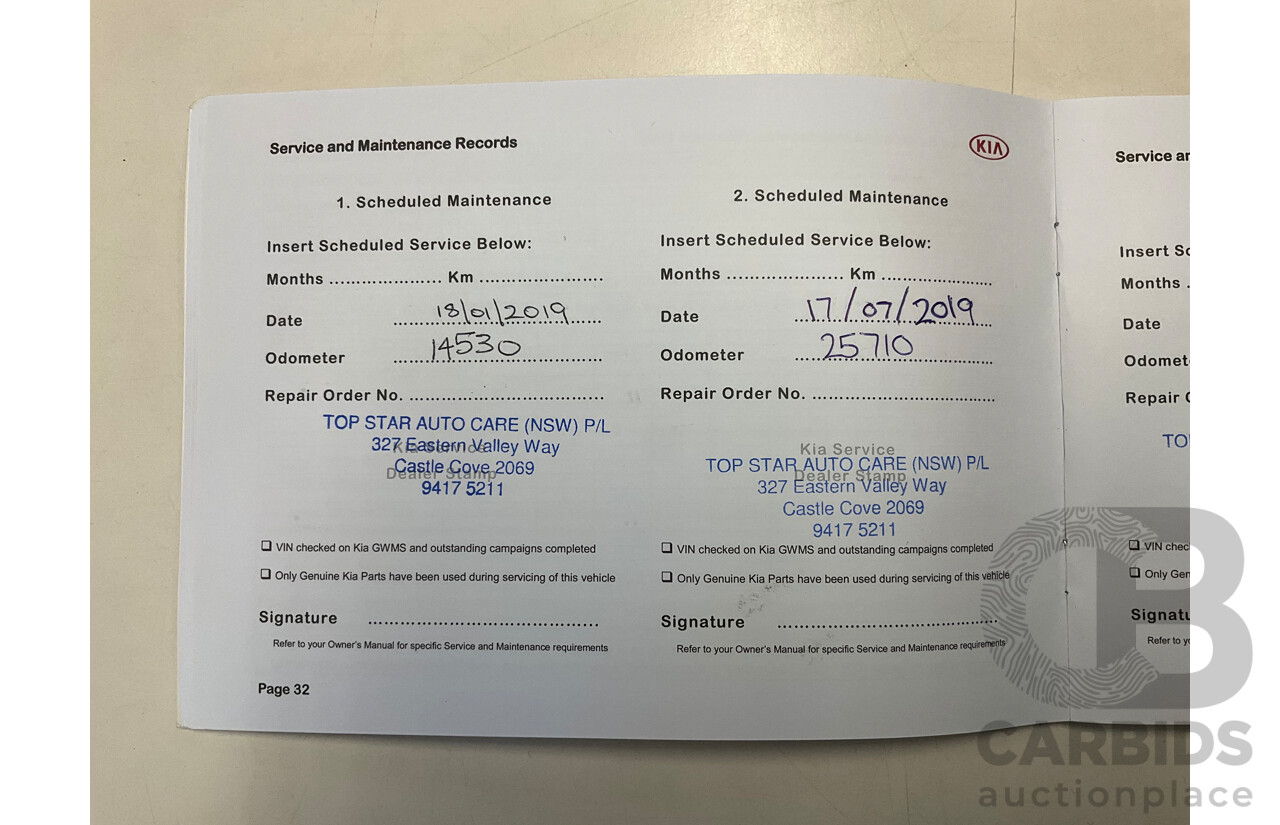 Service and Maintenance Records
KIA
1. Scheduled Maintenance
Insert Scheduled Service Below:
Months .................... Km ......................
Date 18/01/2019
Odometer 14530
Repair Order No. ..................................
TOP STAR AUTO CARE (NSW) P/L
Kia Service
327 Eastern Valley Way
Castle Cove 2069
Dealer Stamp
9417 5211
❑ VIN checked on Kia GWMS and outstanding campaigns completed
❑ Only Genuine Kia Parts have been used during servicing of this vehicle
Signature ........................................
Refer to your Owner's Manual for specific Service and Maintenance requirements
Page 32
2. Scheduled Maintenance
Insert Scheduled Service Below:
Months .................... Km ....................
Date 17/07/2019
Odometer 25710
Repair Order No. ................................
Kia Service
TOP STAR AUTO CARE (NSW) P/L
Dealer Stamp
327 Eastern Valley Way
Castle Cove 2069
9417 5211
❑ VIN checked on Kia GWMS and outstanding campaigns completed
❑ Only Genuine Kia Parts have been used during servicing of this vehicle
Signature ......................................
Refer to your Owner's Manual for specific Service and Maintenance requirements
Service
Insert
Months
Date
Repair
❑ VIN
❑ Only
Refer to
CB
CARBIDS
auctionplace